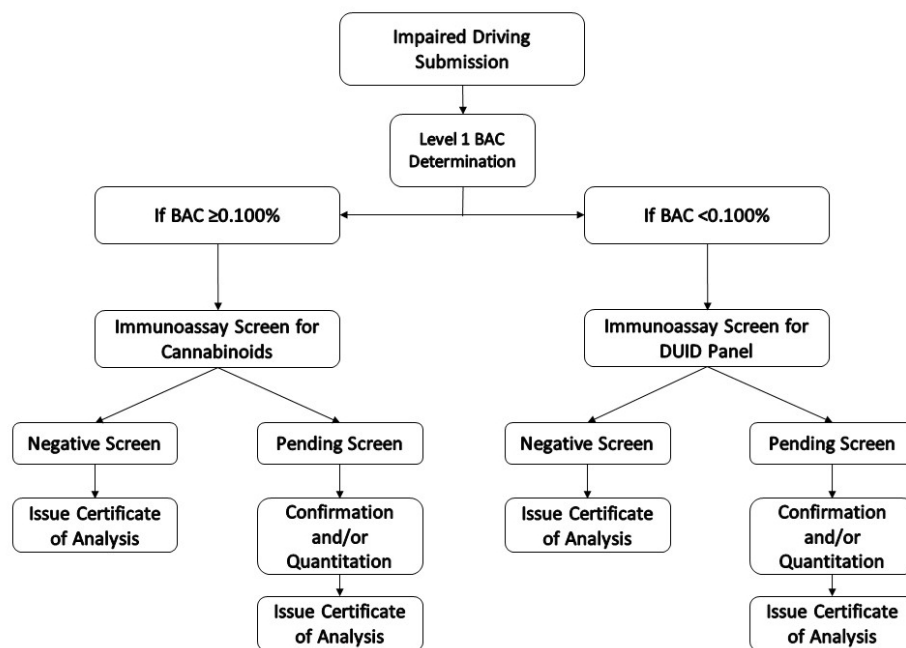 Impaired Driving
Submission
Level 1 BAC
Determination
If BAC ≥0.100%
If BAC <0.100%
Immunoassay Screen for
Cannabinoids
Immunoassay Screen for
DUID Panel
Negative Screen
Pending Screen
Negative Screen
Pending Screen
Issue Certificate
of Analysis
Confirmation
and/or
Quantitation
Issue Certificate
of Analysis
Confirmation
and/or
Quantitation
Issue Certificate
of Analysis
Issue Certificate
of Analysis